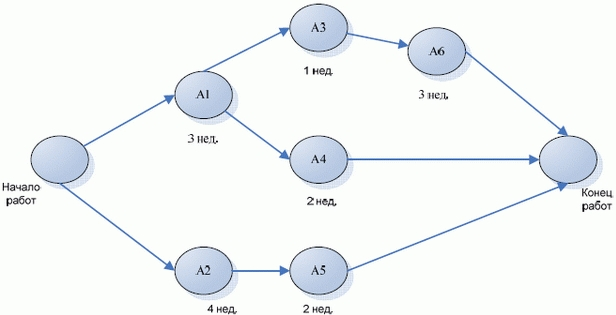 A3
1 нед.
A6
3 нед.
A1
3 нед.
A4
2 нед.
Начало
работ
Конец
работ
A2
4 нед.
A5
2 нед.